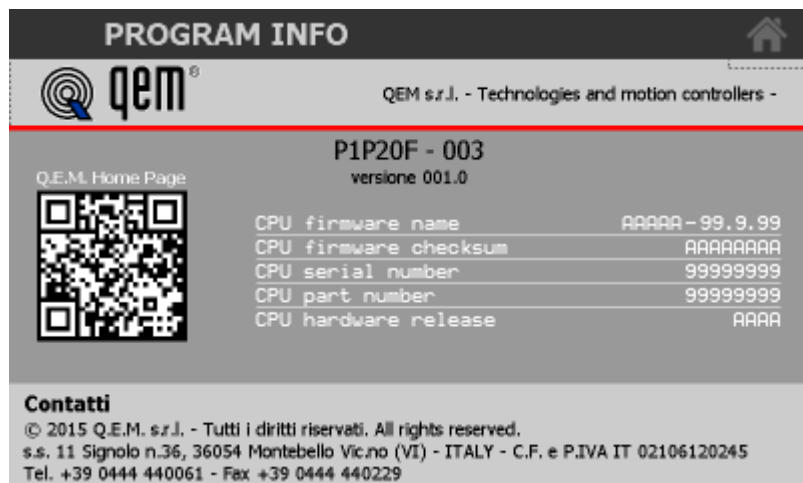 PROGRAM INFO
qem®
QEM s.r.l. - Technologies and motion controllers -
P1P20F - 003
versione 001.0
Q.E.M. Home Page
CPU firmware name AAAAA-99.9.99
CPU firmware checksum AAAAAAAA
CPU serial number 99999999
CPU part number 99999999
CPU hardware release AAAA
Contatti
© 2015 Q.E.M. s.r.l. - Tutti i diritti riservati. All rights reserved.
s.s. 11 Signolo n.36, 36054 Montebello Vic.no (VI) - ITALY - C.F. e P.IVA IT 02106120245
Tel. +39 0444 440061 - Fax +39 0444 440229